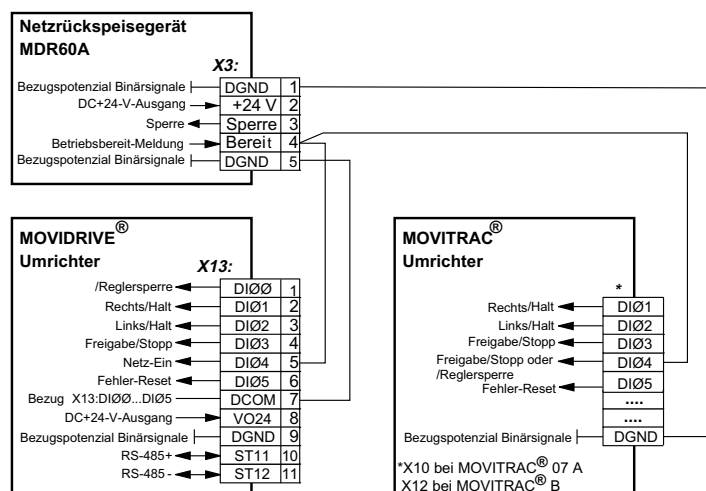 Netzrückspeisegerät
MDR60A
X3:
Bezugspotenzial Binärsignale DGND 1
DC+24-V-Ausgang +24 V 2
Sperre Sperre 3
Betriebsbereit-Meldung Bereit 4
Bezugspotenzial Binärsignale DGND 5
MOVIDRIVE®
Umrichter
X13:
/Reglersperre DIØØ 1
Rechts/Halt DIØ1 2
Links/Halt DIØ2 3
Freigabe/Stopp DIØ3 4
Netz-Ein DIØ4 5
Fehler-Reset DIØ5 6
Bezug X13:DIØØ...DIØ5 DCOM 7
DC+24-V-Ausgang VO24 8
Bezugspotenzial Binärsignale DGND 9
RS-485+ ST11 10
RS-485- ST12 11
MOVITRAC®
Umrichter
*
Rechts/Halt DIØ1
Links/Halt DIØ2
Freigabe/Stopp DIØ3
Freigabe/Stopp oder DIØ4
/Reglersperre
Fehler-Reset DIØ5
....
....
Bezugspotenzial Binärsignale DGND
*X10 bei MOVITRAC® 07 A
X12 bei MOVITRAC® B